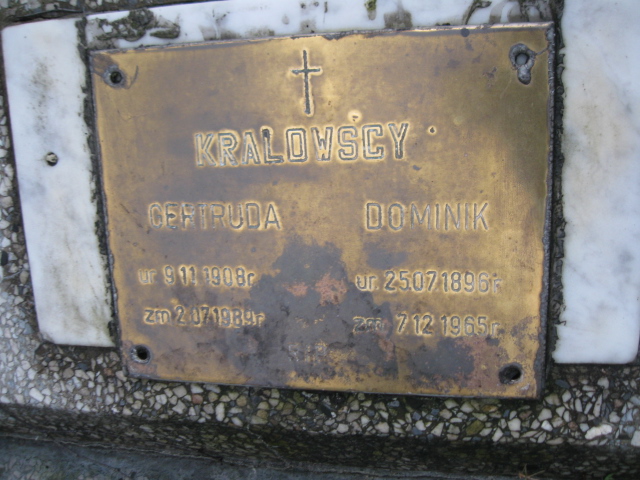 KRALOWSCY
GERTRUDA DOMINIK
ur 9.11.1908r ur. 25.07.1896r.
zm 2.07.1989r zm. 7.12.1965r.